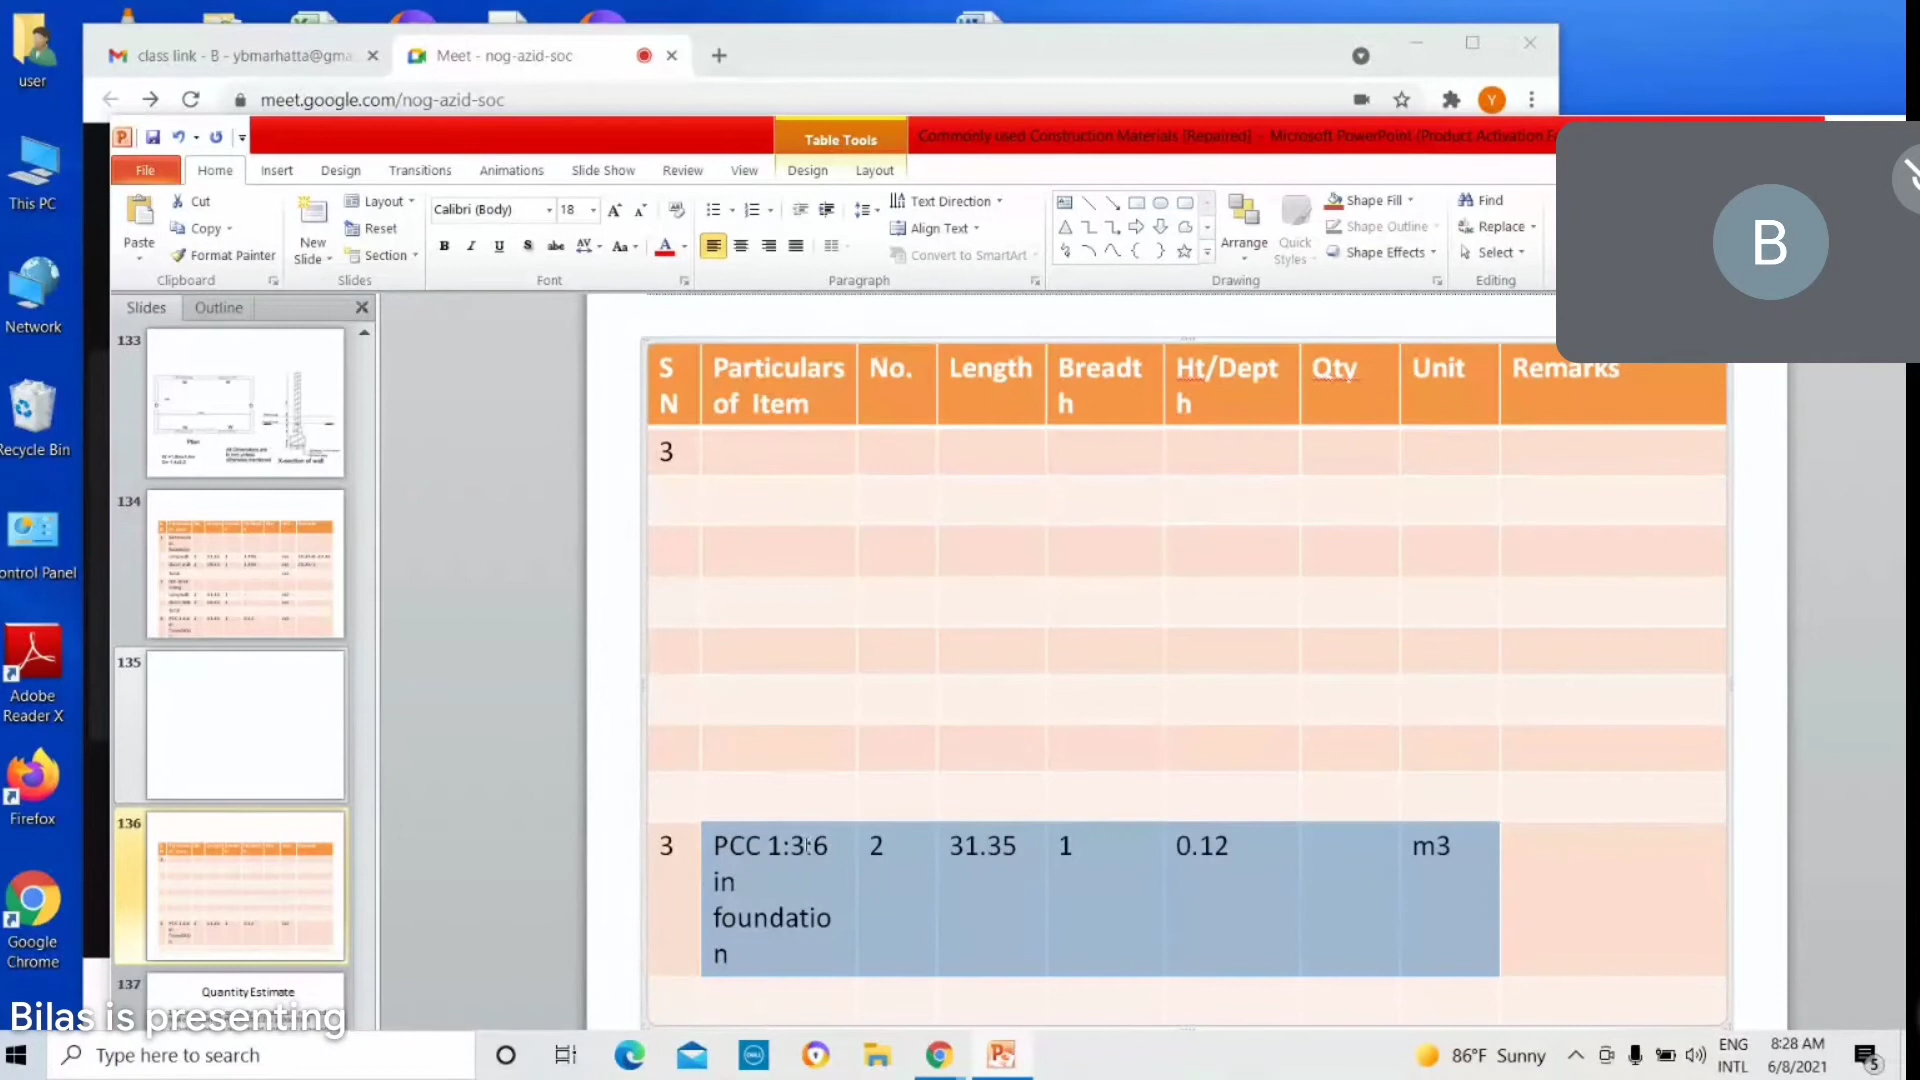 user
This PC
Network
Recycle Bin
ontrol Panel
Adobe
Reader X
Firefox
Google
Chrome
class link - B - ybmarhatta@gma
Meet - nog-azid-soc
meet.google.com/nog-azid-soc
Y
Table Tools
Commonly used Construction Materials [Repaired] - Microsoft PowerPoint (Product Activation F
File
Home
Insert
Design
Transitions
Animations
Slide Show
Review
View
Design
Layout
Paste
Cut
Copy
Format Painter
Clipboard
New
Slide
Layout
Reset
Section
Slides
Calibri (Body)
18
Font
Text Direction
Align Text
Convert to SmartArt
Paragraph
Arrange
Quick
Styles
Shape Fill
Shape Outline
Shape Effects
Drawing
Find
Replace
Select
Editing
B
Slides
Outline
133
Plan
X-section of wall
134
135
136
137
Quantity Estimate
S
N
Particulars
of Item
No.
Length
Breadt
h
Ht/Dept
h
Qty
Unit
Remarks
3
3
PCC 1:3:6
in
foundatio
n
2
31.35
1
0.12
m3
Bilas is presenting
Type here to search
86°F Sunny
ENG
INTL
8:28 AM
6/8/2021
5